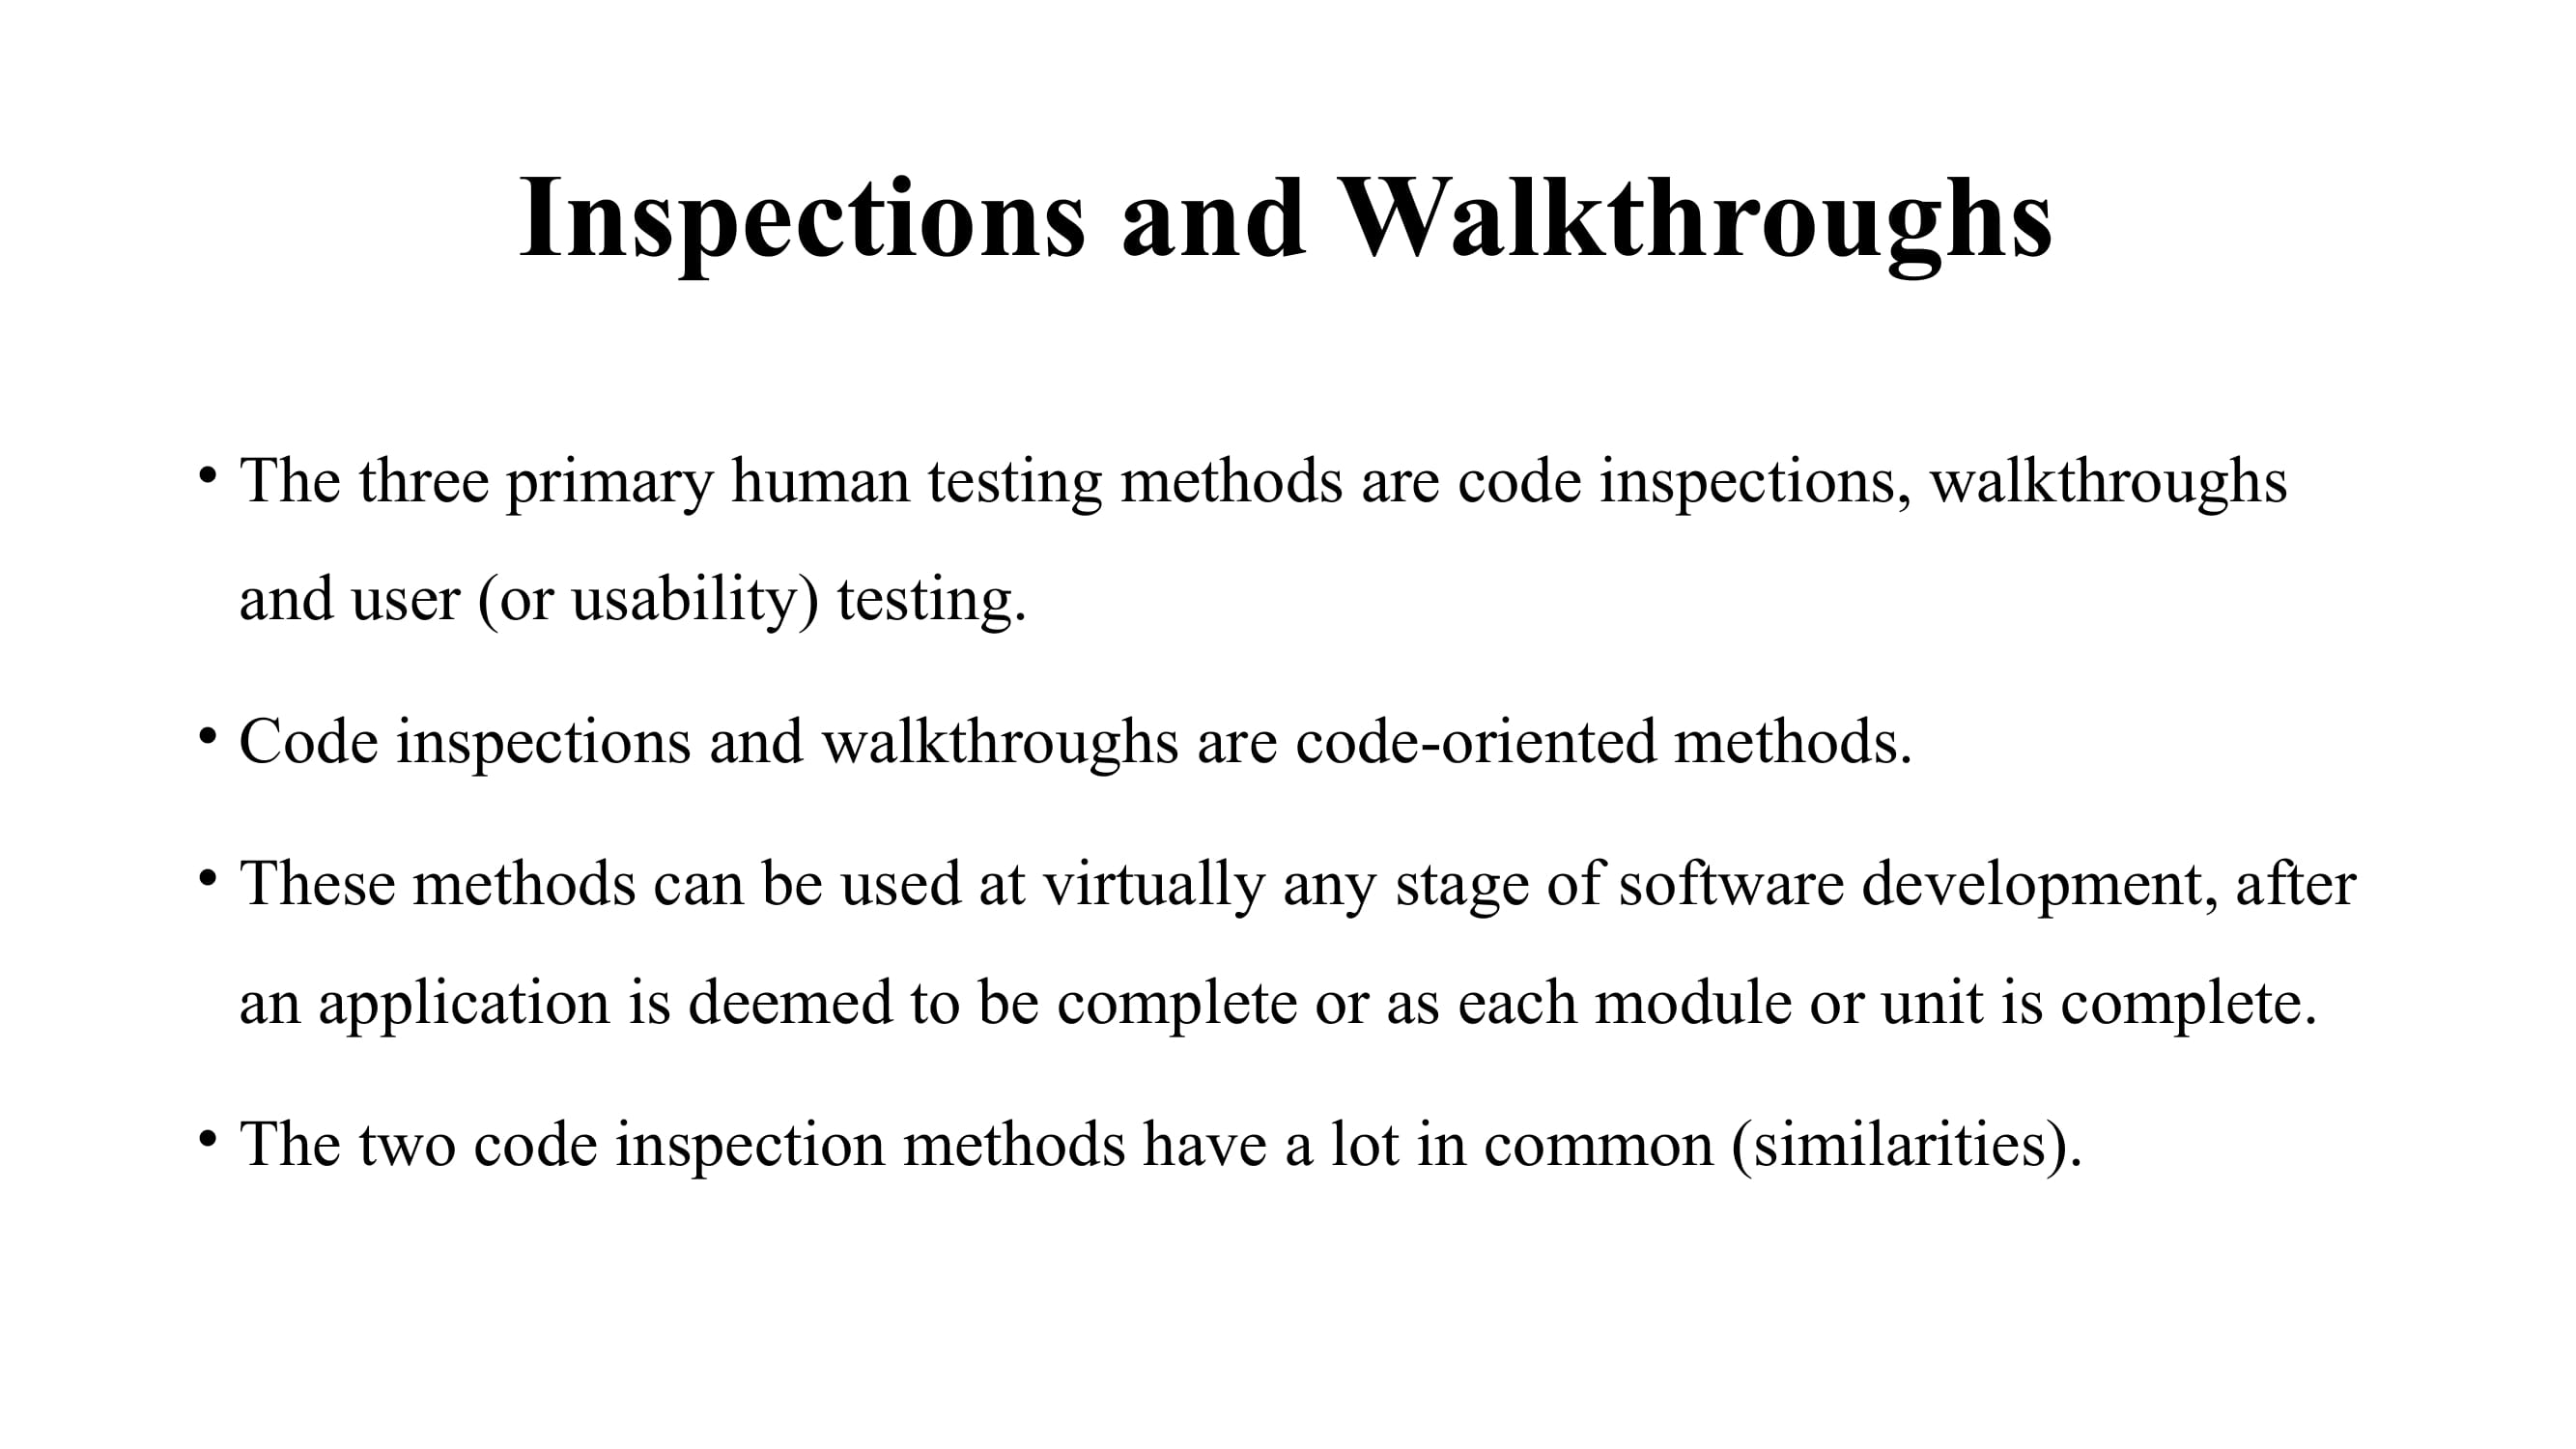 Inspections and Walkthroughs
• The three primary human testing methods are code inspections, walkthroughs
and user (or usability) testing.
• Code inspections and walkthroughs are code-oriented methods.
• These methods can be used at virtually any stage of software development, after
an application is deemed to be complete or as each module or unit is complete.
• The two code inspection methods have a lot in common (similarities).